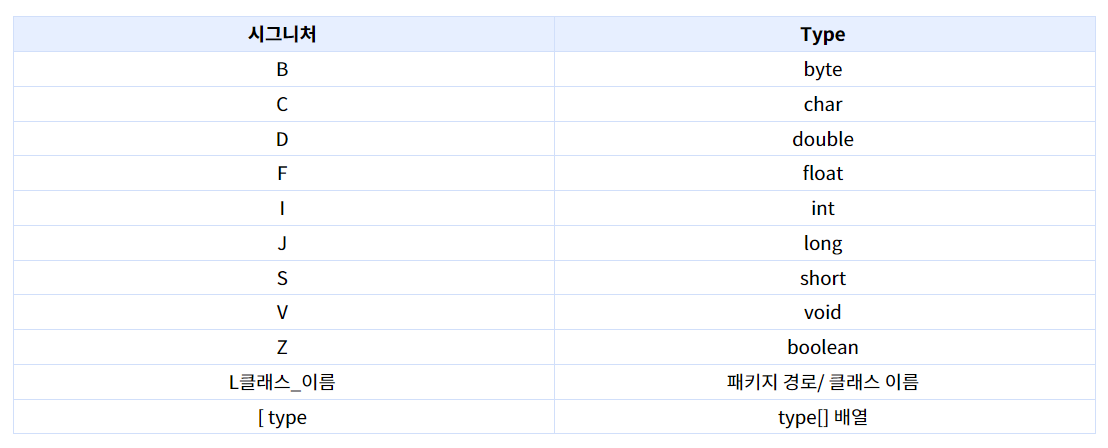 시그니처 Type
B byte
C char
D double
F float
I int
J long
S short
V void
Z boolean
L클래스_이름 패키지 경로/ 클래스 이름
[ type type[] 배열